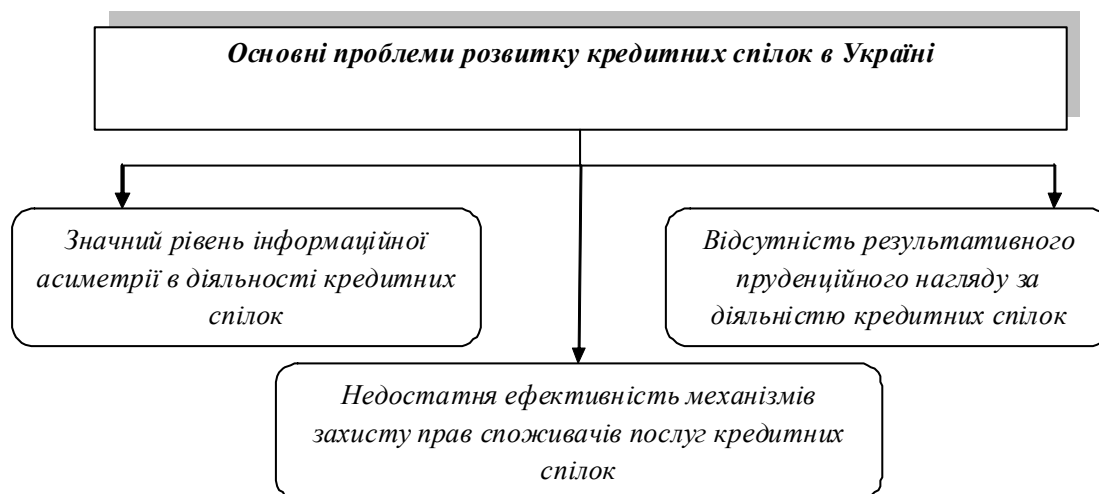 Основні проблеми розвитку кредитних спілок в Україні
Значний рівень інформаційної
асиметрії в діяльності кредитних
спілок
Відсутність результативного
пруденційного нагляду за
діяльністю кредитних спілок
Недостатня ефективність механізмів
захисту прав споживачів послуг кредитних
спілок